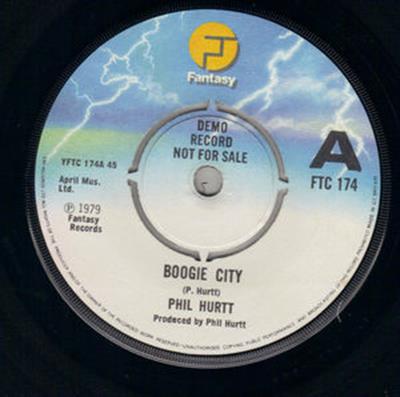 Fantasy
DEMO
RECORD
NOT FOR SALE
YFTC 174A 45
April Mus.
Ltd.
A
FTC 174
℗ 1979
Fantasy
Records
BOOGIE CITY
(P. Hurtt)
PHIL HURTT
Produced by Phil Hurtt